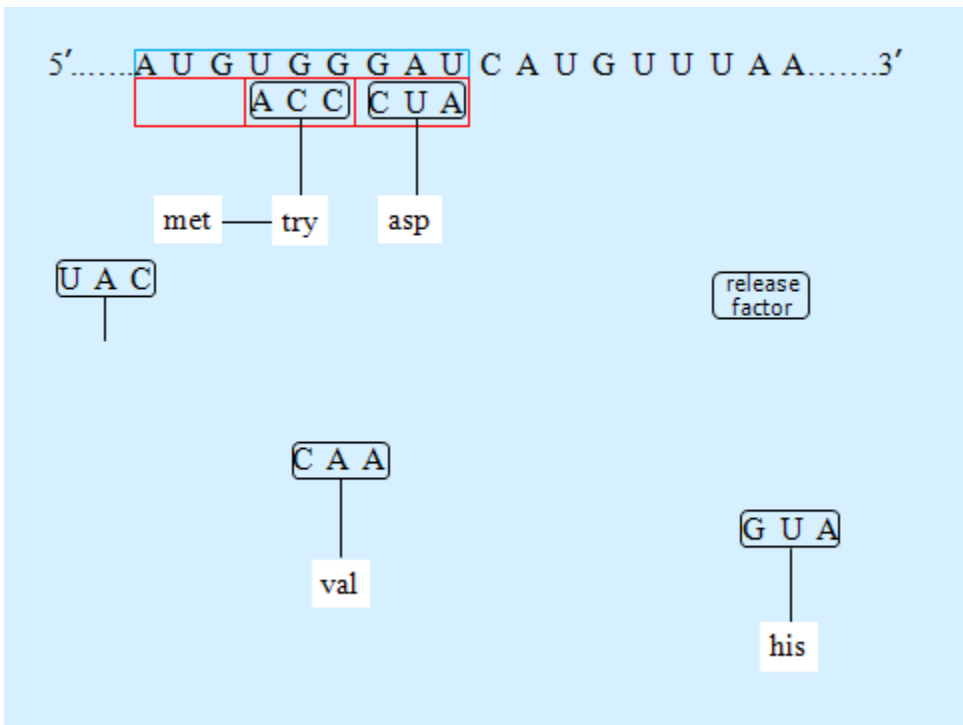 5′.......A U G U G G G A U C A U G U U U A A.......3′
A C C C U A
met try asp
U A C
release
factor
C A A
G U A
val
his